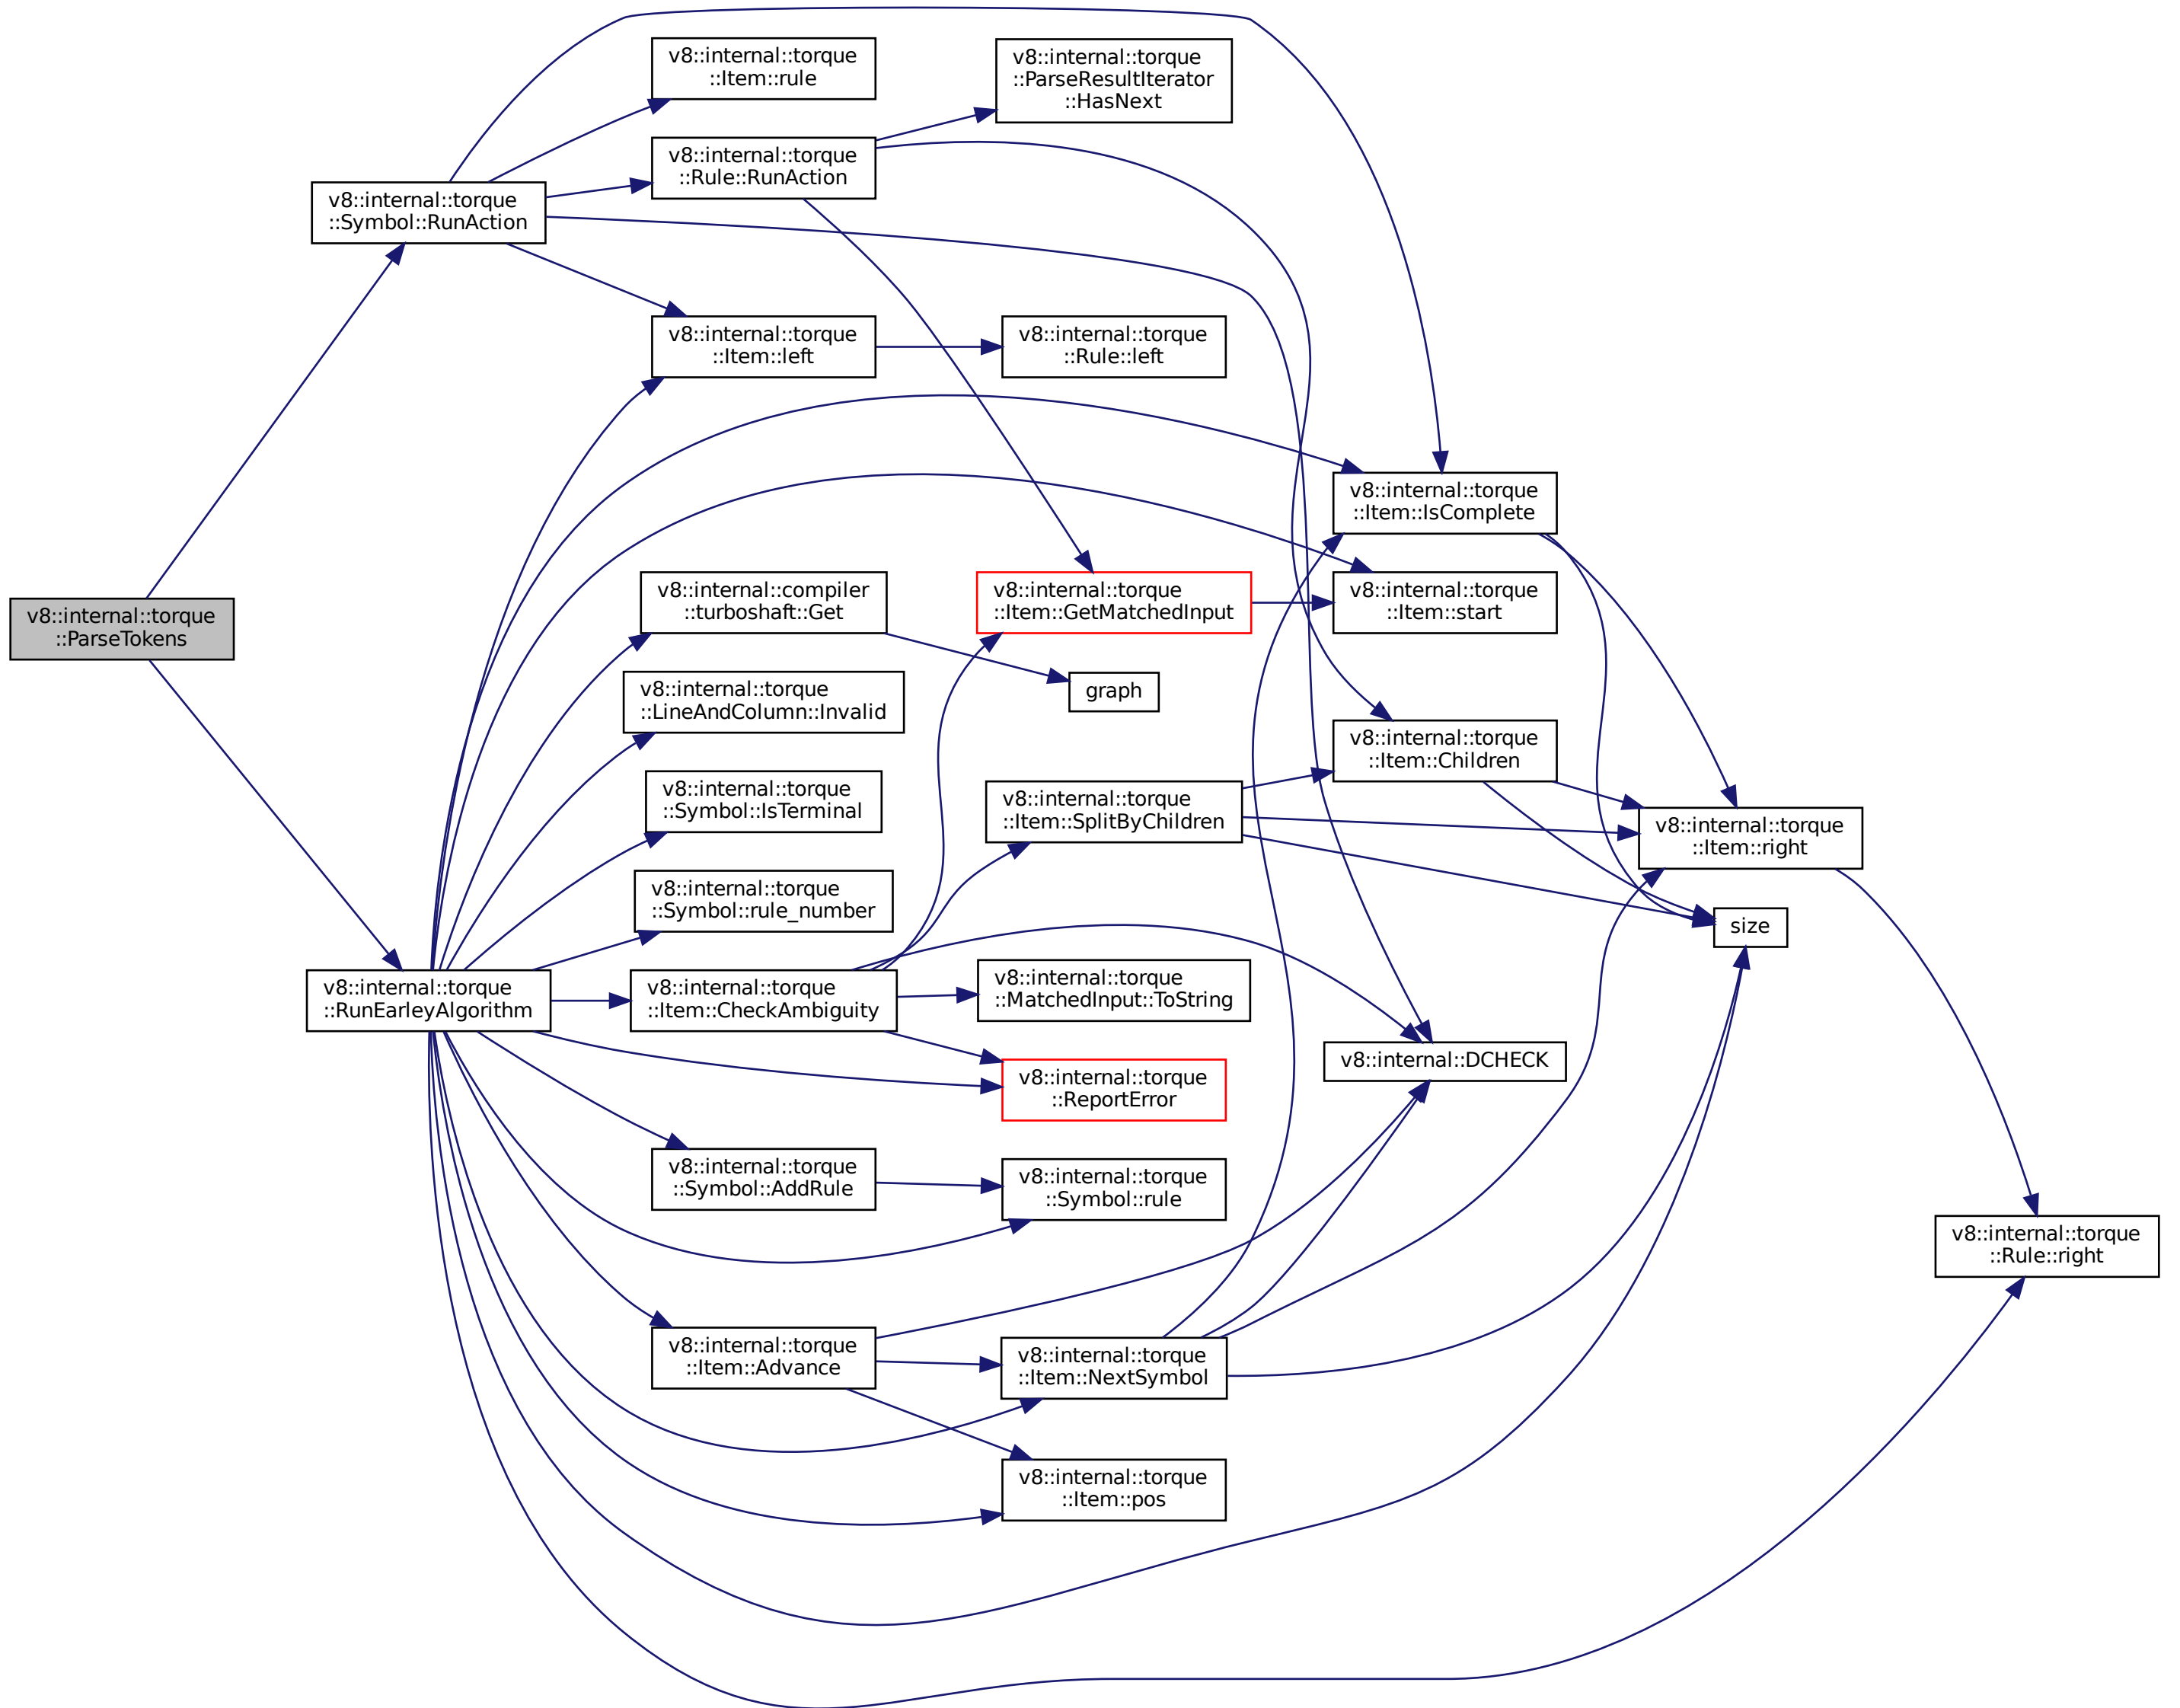 v8::internal::torque
::ParseTokens
v8::internal::torque
::Symbol::RunAction
v8::internal::torque
::RunEarleyAlgorithm
v8::internal::torque
::Item::rule
v8::internal::torque
::Rule::RunAction
v8::internal::torque
::Item::left
v8::internal::compiler
::turboshaft::Get
v8::internal::torque
::LineAndColumn::Invalid
v8::internal::torque
::Symbol::IsTerminal
v8::internal::torque
::Symbol::rule_number
v8::internal::torque
::Item::CheckAmbiguity
v8::internal::torque
::Symbol::AddRule
v8::internal::torque
::Item::Advance
v8::internal::torque
::ParseResultIterator
::HasNext
v8::internal::torque
::Rule::left
v8::internal::torque
::Item::GetMatchedInput
graph
v8::internal::torque
::Item::SplitByChildren
v8::internal::torque
::MatchedInput::ToString
v8::internal::torque
::ReportError
v8::internal::torque
::Symbol::rule
v8::internal::torque
::Item::NextSymbol
v8::internal::torque
::Item::pos
v8::internal::torque
::Item::IsComplete
v8::internal::torque
::Item::start
v8::internal::torque
::Item::Children
v8::internal::DCHECK
v8::internal::torque
::Item::right
size
v8::internal::torque
::Rule::right